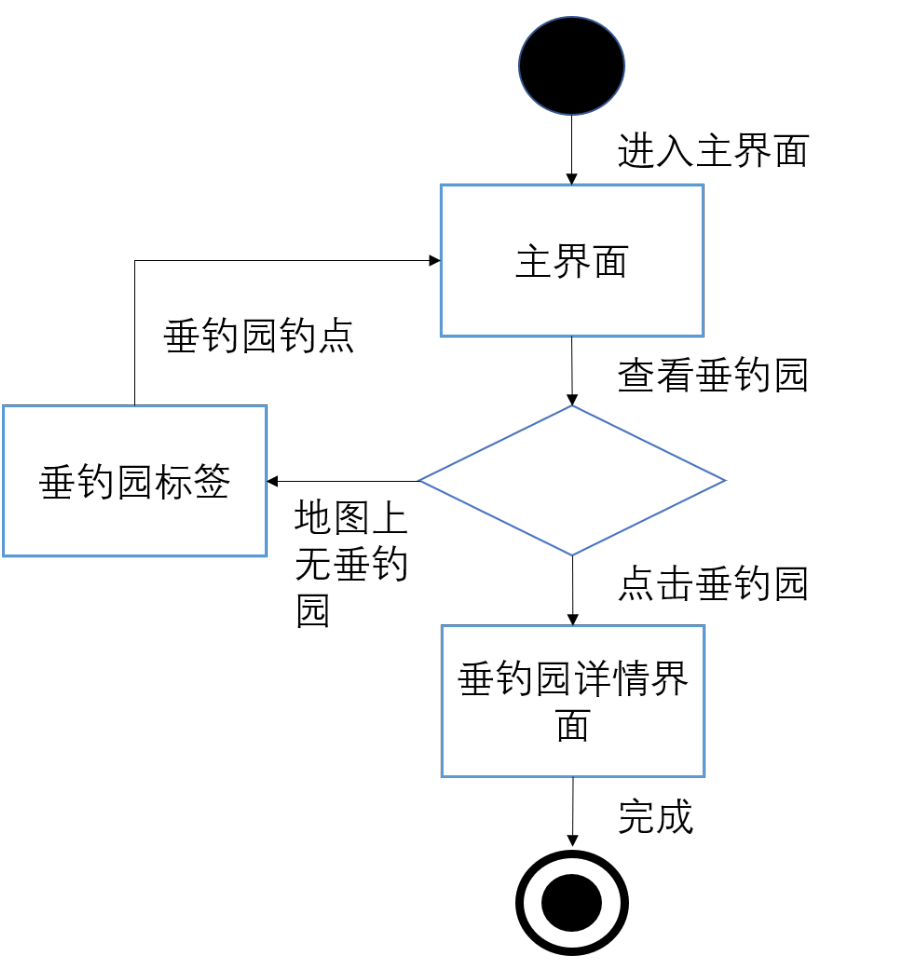 进入主界面
主界面
垂钓园钓点
查看垂钓园
垂钓园标签
地图上
无垂钓
园
点击垂钓园
垂钓园详情界
面
完成